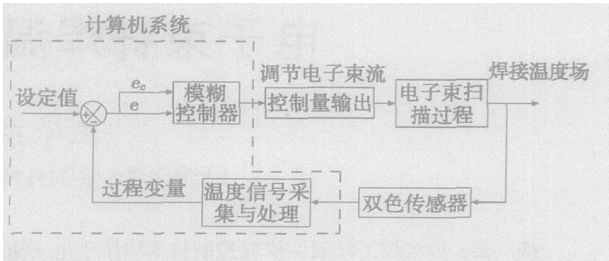 计算机系统
设定值
+
−
e_c
e
模糊
控制器
调节电子束流
控制量输出
电子束扫
描过程
焊接温度场
过程变量
温度信号采
集与处理
双色传感器